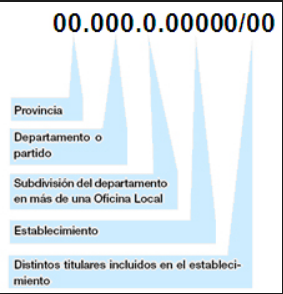 00.000.0.00000/00
Provincia
Departamento o
partido
Subdivisión del departamento
en más de una Oficina Local
Establecimiento
Distintos titulares incluidos en el estableci-
miento